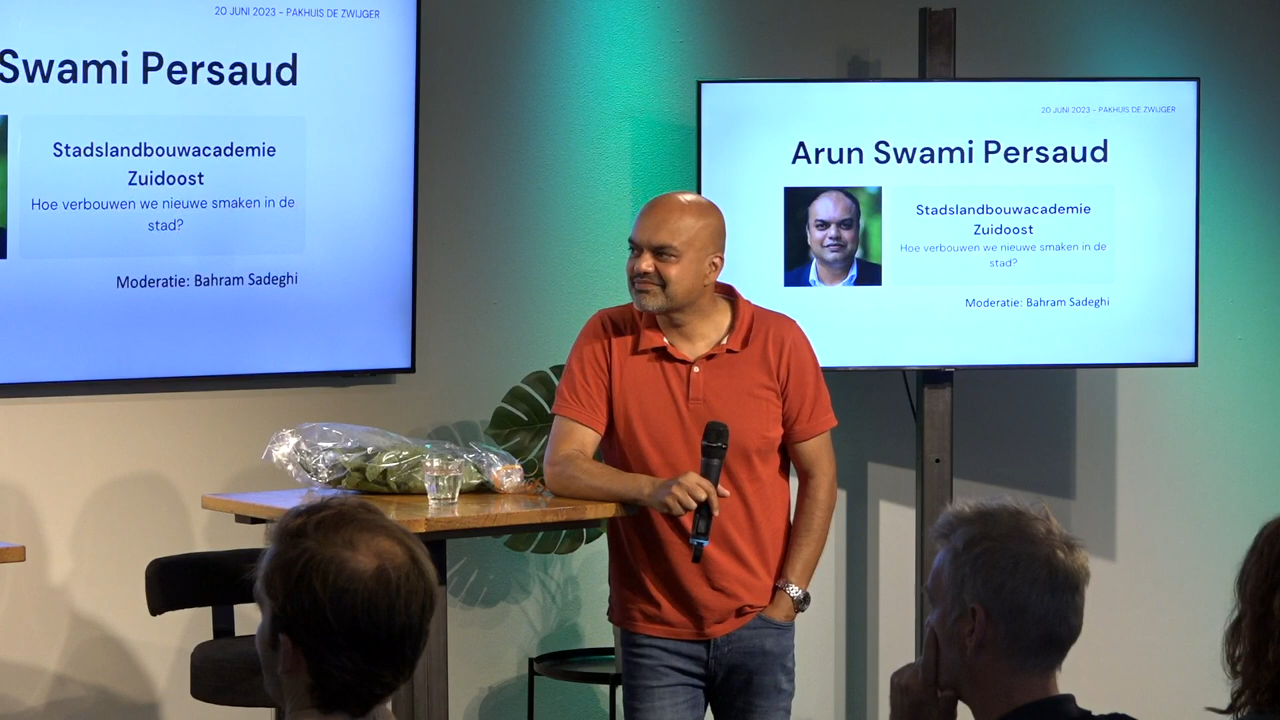 20 JUNI 2023 - PAKHUIS DE ZWIJGER
Swami Persaud
Stadslandbouwacademie
Zuidoost
Hoe verbouwen we nieuwe smaken in de
stad?
Moderatie: Bahram Sadeghi
20 JUNI 2023 - PAKHUIS DE ZWIJGER
Arun Swami Persaud
Stadslandbouwacademie
Zuidoost
Hoe verbouwen we nieuwe smaken in de
stad?
Moderatie: Bahram Sadeghi